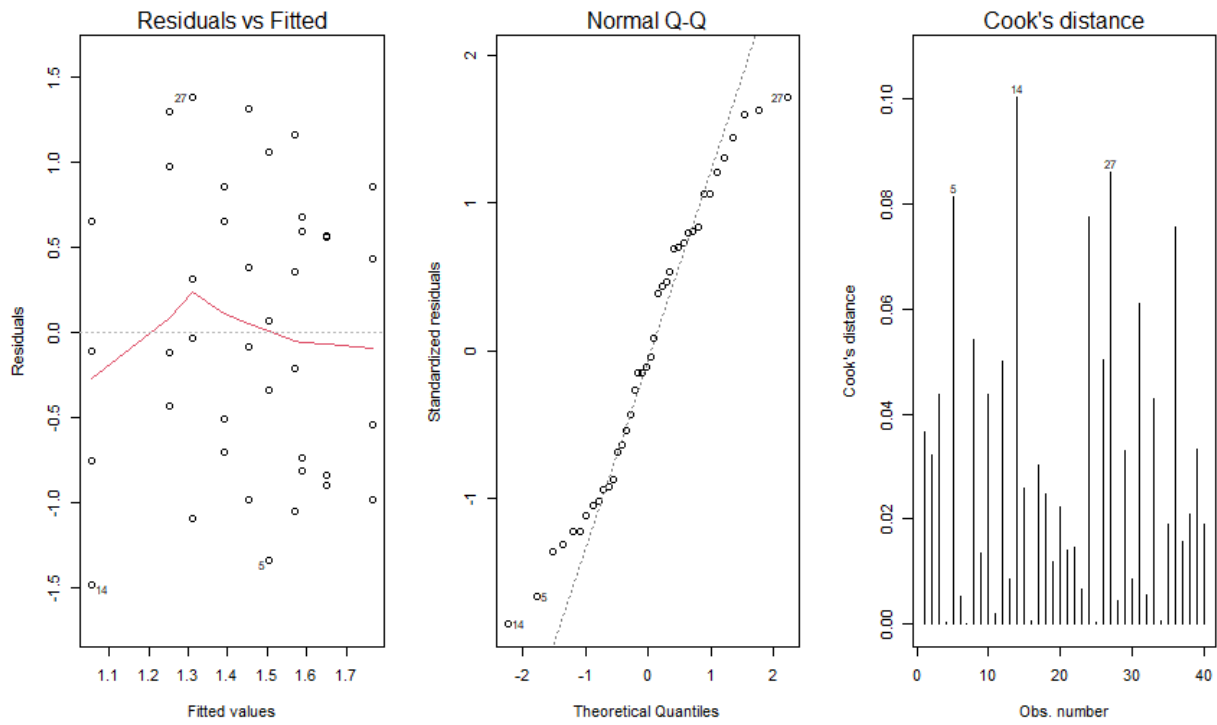 Residuals vs Fitted
Residuals
1.5
1.0
0.5
0.0
-0.5
-1.0
-1.5
27
5
14
1.1 1.2 1.3 1.4 1.5 1.6 1.7
Fitted values
Normal Q-Q
Standardized residuals
2
1
0
-1
27
5
14
-2 -1 0 1 2
Theoretical Quantiles
Cook's distance
Cook's distance
0.10
0.08
0.06
0.04
0.02
0.00
14
27
5
0 10 20 30 40
Obs. number